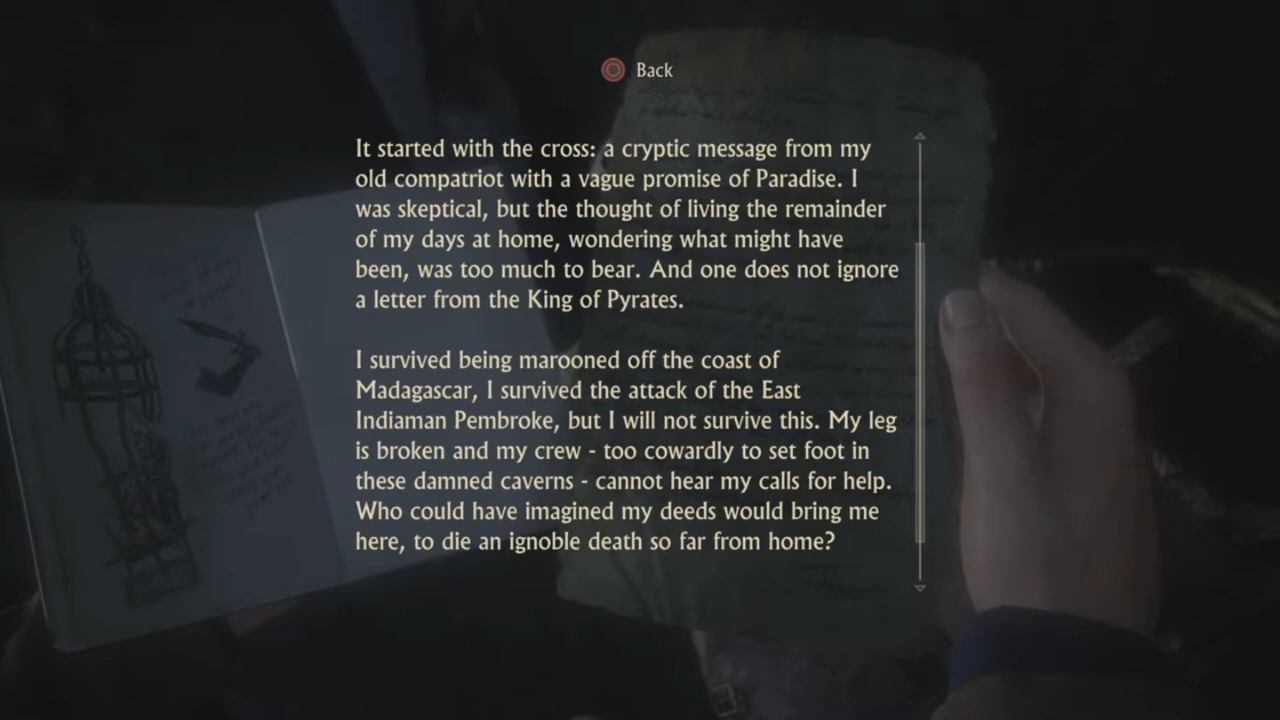 Back
It started with the cross: a cryptic message from my
old compatriot with a vague promise of Paradise. I
was skeptical, but the thought of living the remainder
of my days at home, wondering what might have
been, was too much to bear. And one does not ignore
a letter from the King of Pyrates.
I survived being marooned off the coast of
Madagascar, I survived the attack of the East
Indiaman Pembroke, but I will not survive this. My leg
is broken and my crew - too cowardly to set foot in
these damned caverns - cannot hear my calls for help.
Who could have imagined my deeds would bring me
here, to die an ignoble death so far from home?